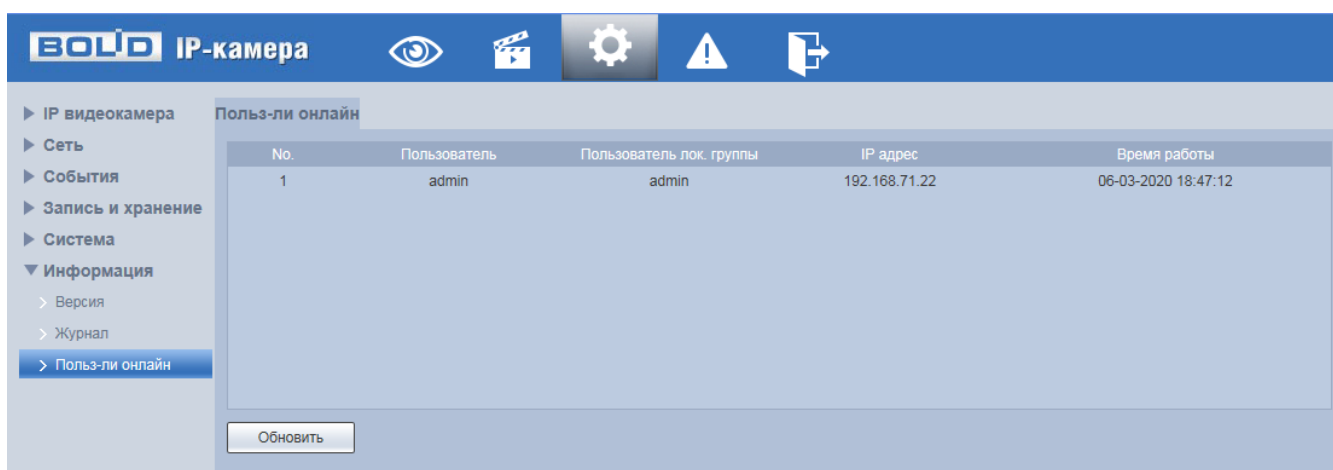 BOLID IP-камера
IP видеокамера
Сеть
События
Запись и хранение
Система
Информация
Версия
Журнал
Польз-ли онлайн
Польз-ли онлайн
No. Пользователь Пользователь лок. группы IP адрес Время работы
1 admin admin 192.168.71.22 06-03-2020 18:47:12
Обновить